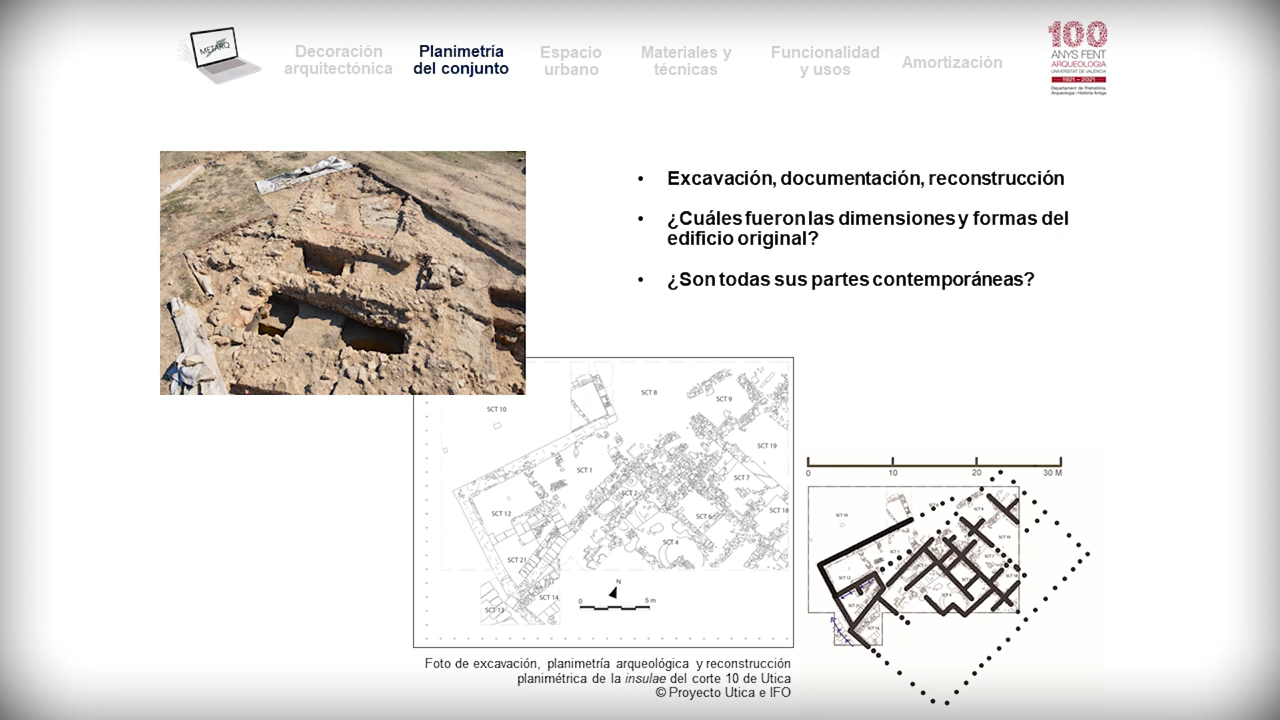 METARQ
Decoración
arquitectónica
Planimetría
del conjunto
Espacio
urbano
Materiales y
técnicas
Funcionalidad
y usos
Amortización
100
ANYS FENT
ARQUEOLOGIA
UNIVERSITAT DE VALÈNCIA
1921 – 2021
Departament de Prehistòria,
Arqueologia i Història Antiga
• Excavación, documentación, reconstrucción
• ¿Cuáles fueron las dimensiones y formas del
edificio original?
• ¿Son todas sus partes contemporáneas?
SCT 10
SCT 8
SCT 9
SCT 19
SCT 1
SCT 7
SCT 2
SCT 12
SCT 6
SCT 18
SCT 4
SCT 21
SCT 14
SCT 13
N
0 5 m
0 10 20 30 M
Foto de excavación, planimetría arqueológica y reconstrucción
planimétrica de la insulae del corte 10 de Utica
© Proyecto Utica e IFO